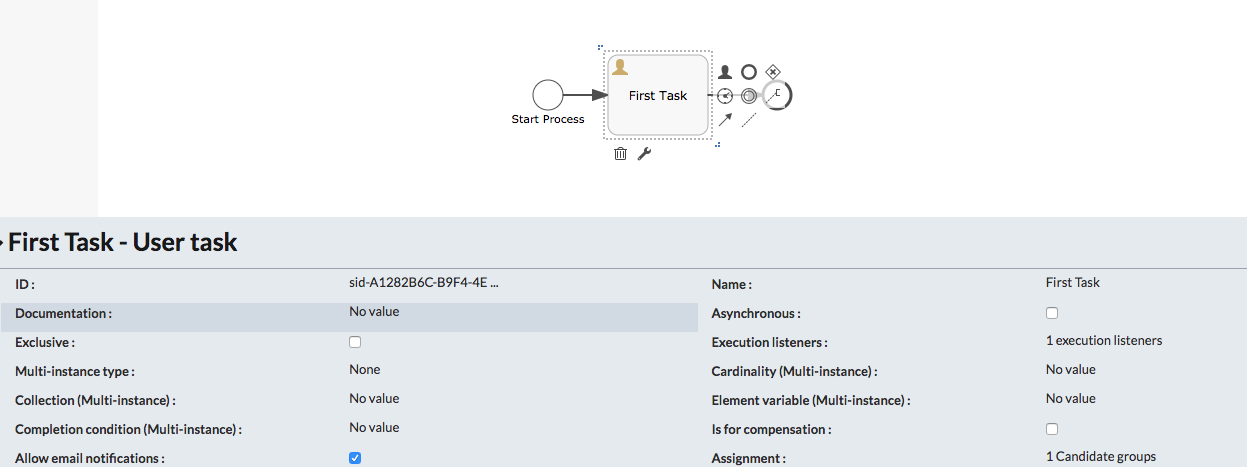 First Task
Start Process
First Task - User task
ID : sid-A1282B6C-B9F4-4E ... Name : First Task
Documentation : No value Asynchronous :
Exclusive : Execution listeners : 1 execution listeners
Multi-instance type : None Cardinality (Multi-instance) : No value
Collection (Multi-instance) : No value Element variable (Multi-instance) : No value
Completion condition (Multi-instance) : No value Is for compensation :
Allow email notifications : Assignment : 1 Candidate groups